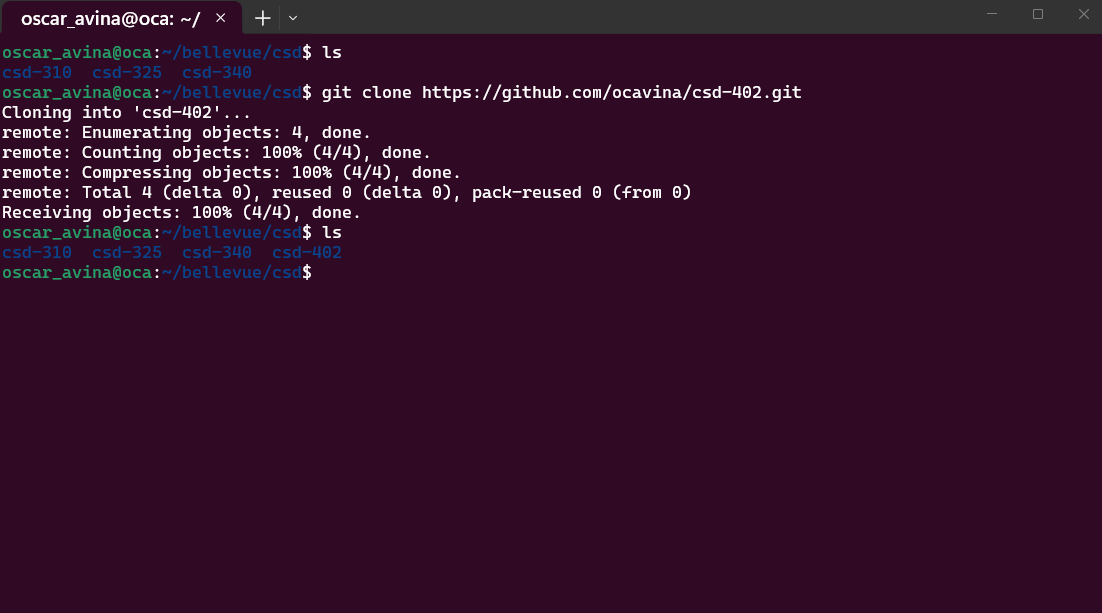 oscar_avina@oca: ~/
oscar_avina@oca:~/bellevue/csd$ ls
csd-310  csd-325  csd-340
oscar_avina@oca:~/bellevue/csd$ git clone https://github.com/ocavina/csd-402.git
Cloning into 'csd-402'...
remote: Enumerating objects: 4, done.
remote: Counting objects: 100% (4/4), done.
remote: Compressing objects: 100% (4/4), done.
remote: Total 4 (delta 0), reused 0 (delta 0), pack-reused 0 (from 0)
Receiving objects: 100% (4/4), done.
oscar_avina@oca:~/bellevue/csd$ ls
csd-310  csd-325  csd-340  csd-402
oscar_avina@oca:~/bellevue/csd$